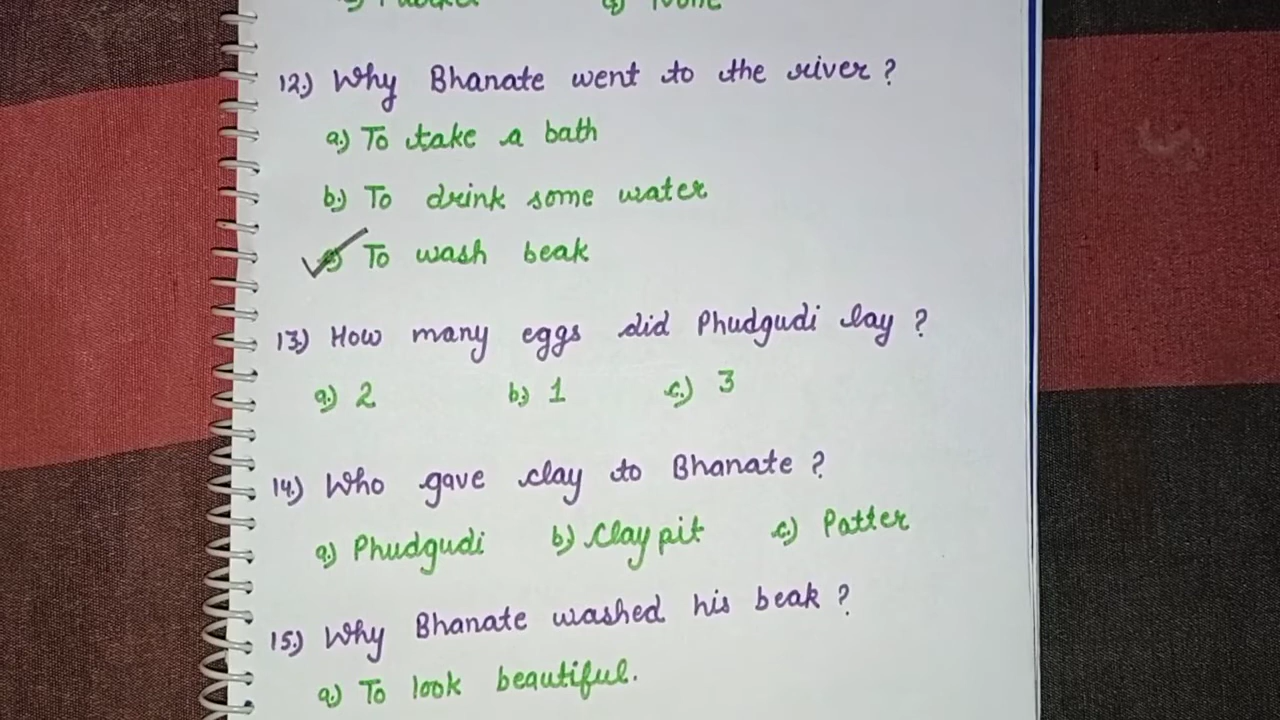 d) None
12.) Why Bhanate went to the river ?
a.) To take a bath
b.) To drink some water
c.) To wash beak
13.) How many eggs did Phudgudi lay ?
a.) 2 b.) 1 c.) 3
14.) Who gave clay to Bhanate ?
a.) Phudgudi b.) Clay pit c.) Patter
15.) Why Bhanate washed his beak ?
a.) To look beautiful.